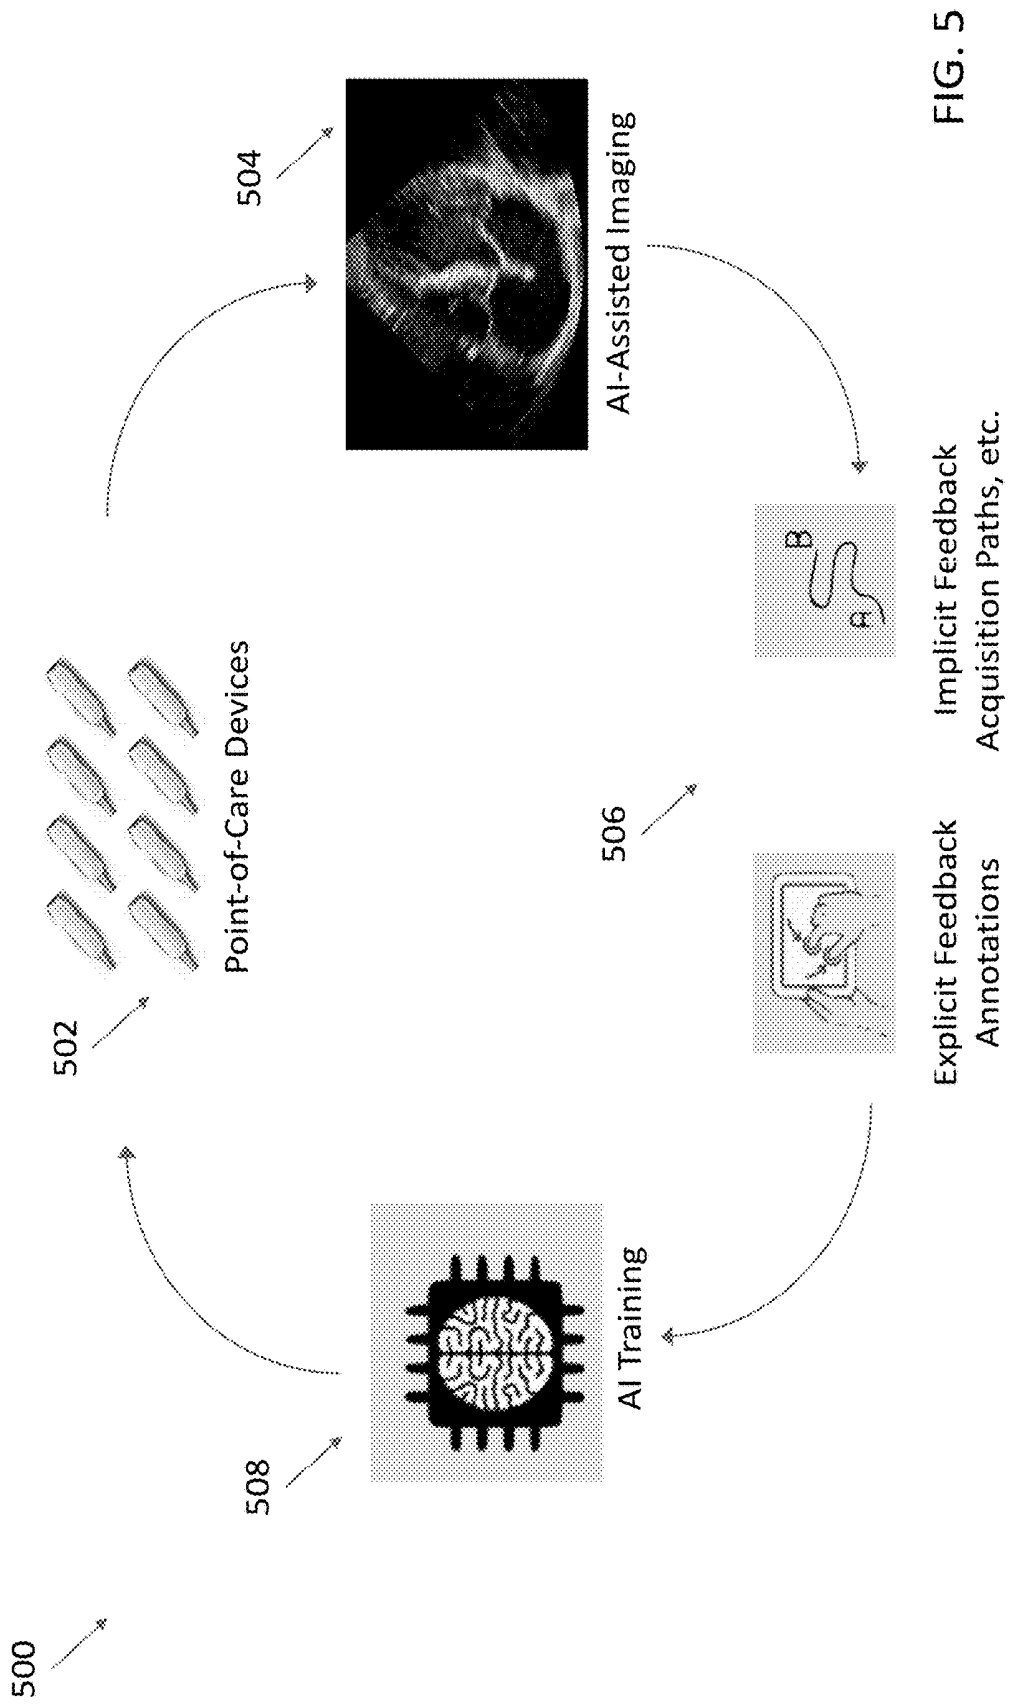 500
502
Point-of-Care Devices
504
AI-Assisted Imaging
508
AI Training
506
Explicit Feedback
Annotations
A
B
Implicit Feedback
Acquisition Paths, etc.
FIG. 5